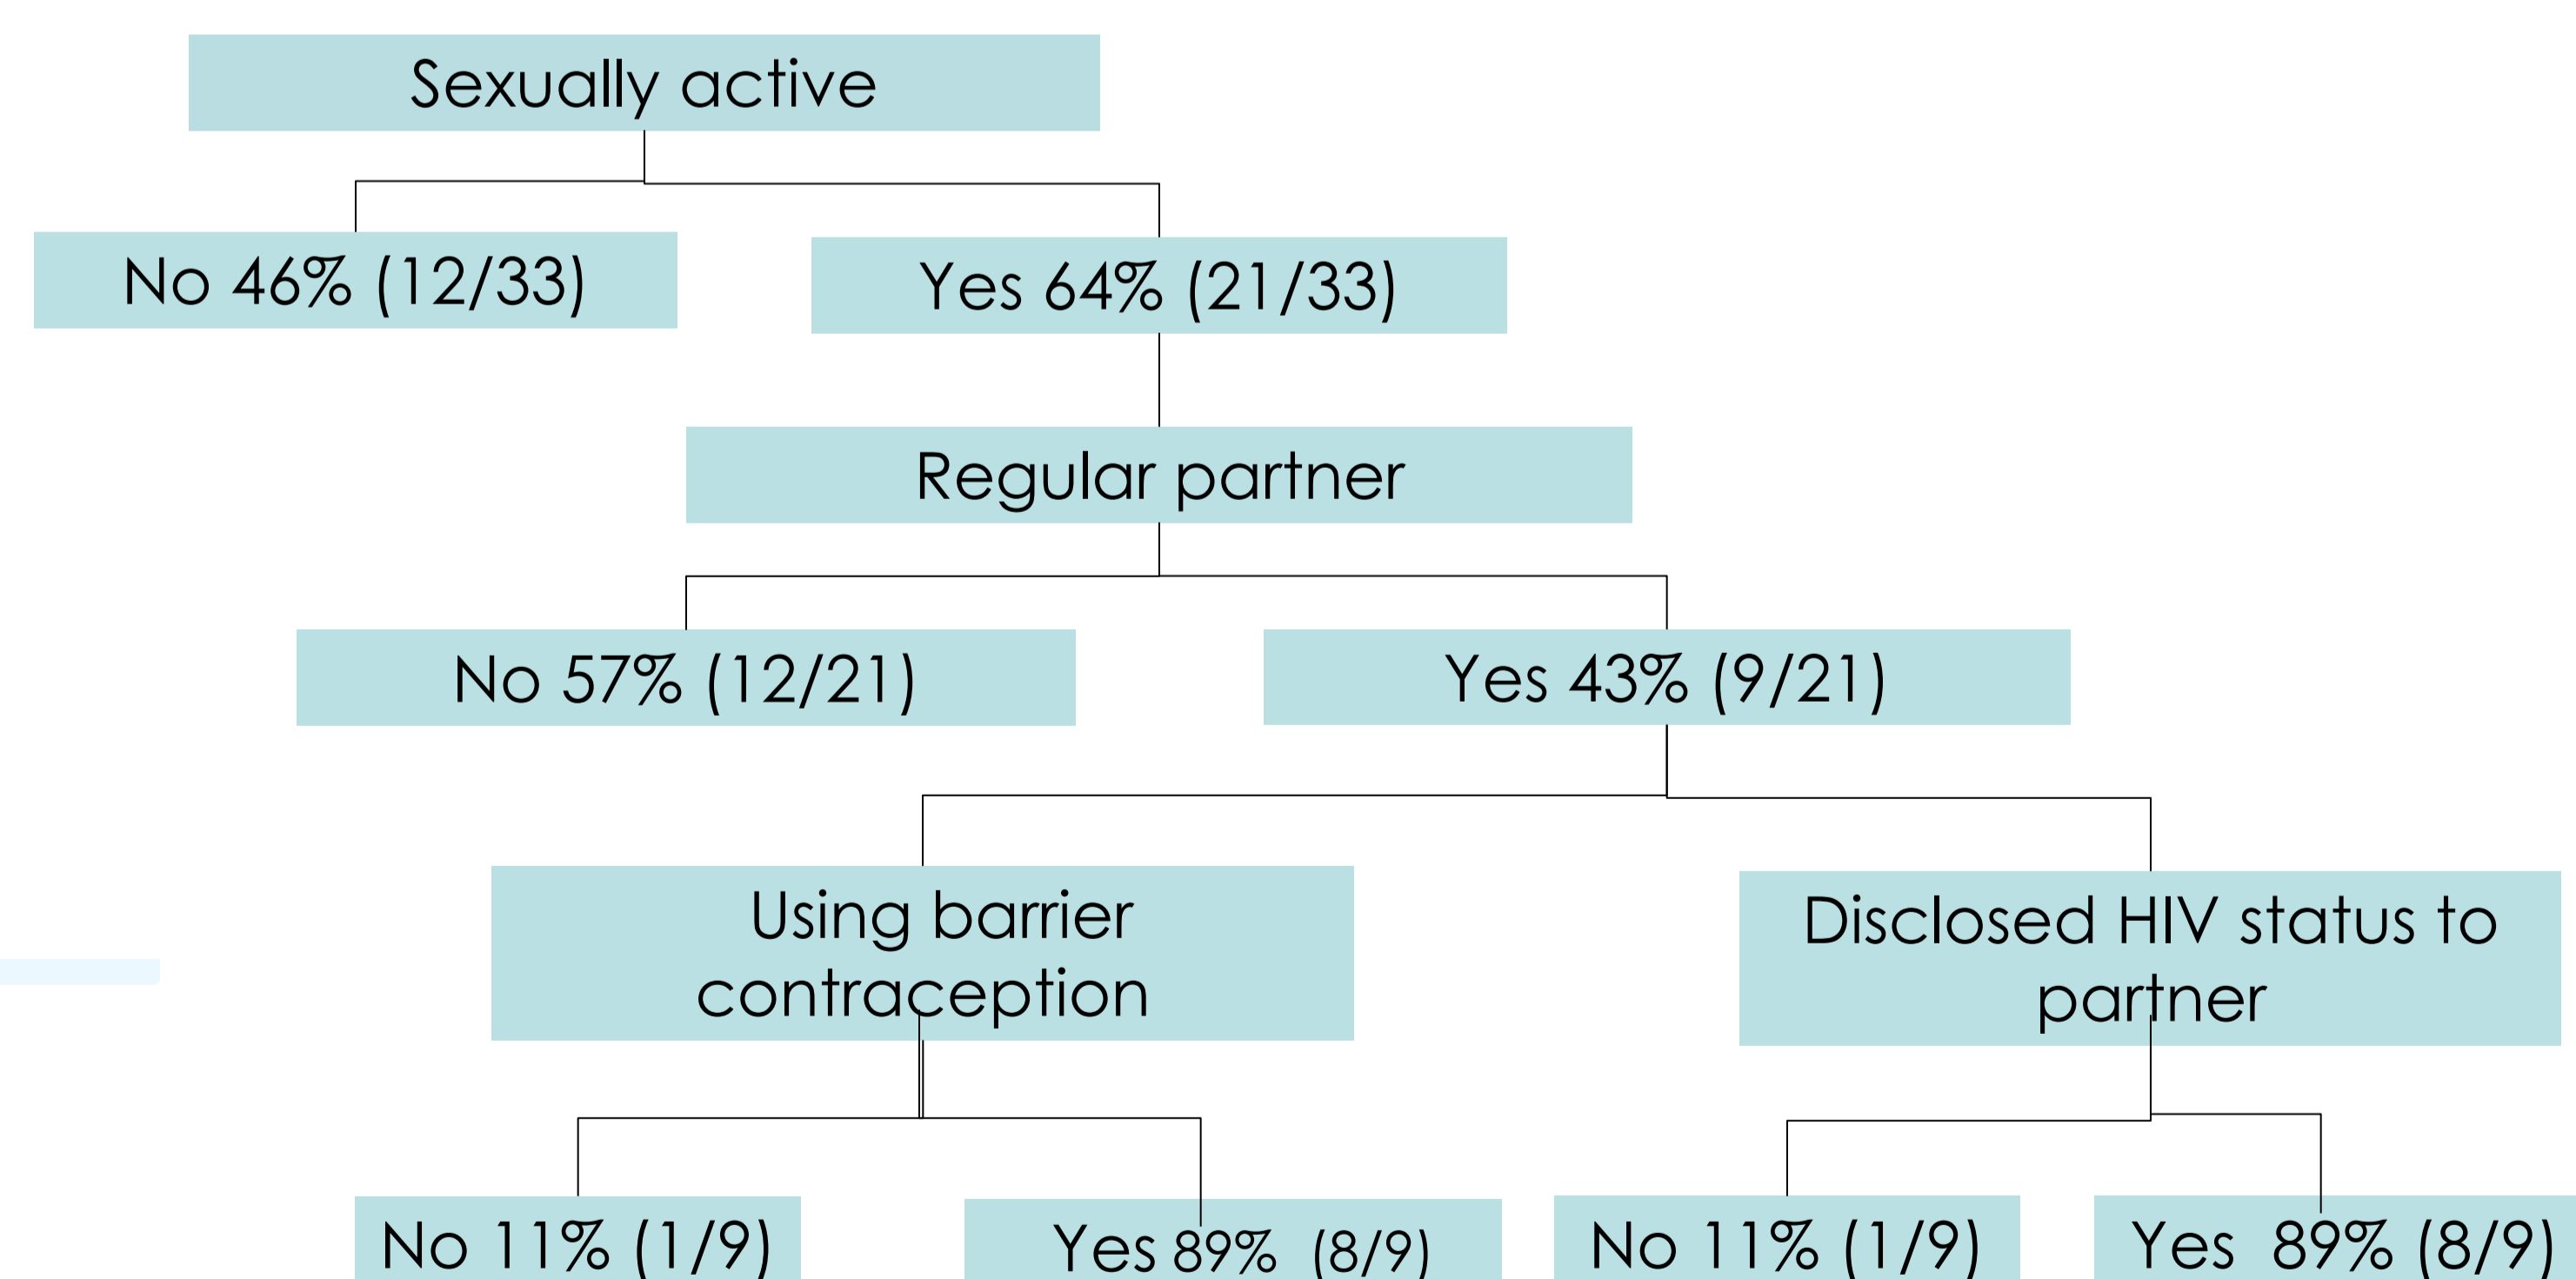 Sexually active
No 46% (12/33)
Yes 64% (21/33)
Regular partner
No 57% (12/21)
Yes 43% (9/21)
Using barrier
contraception
Disclosed HIV status to
partner
No 11% (1/9)
Yes 89% (8/9)
No 11% (1/9)
Yes 89% (8/9)